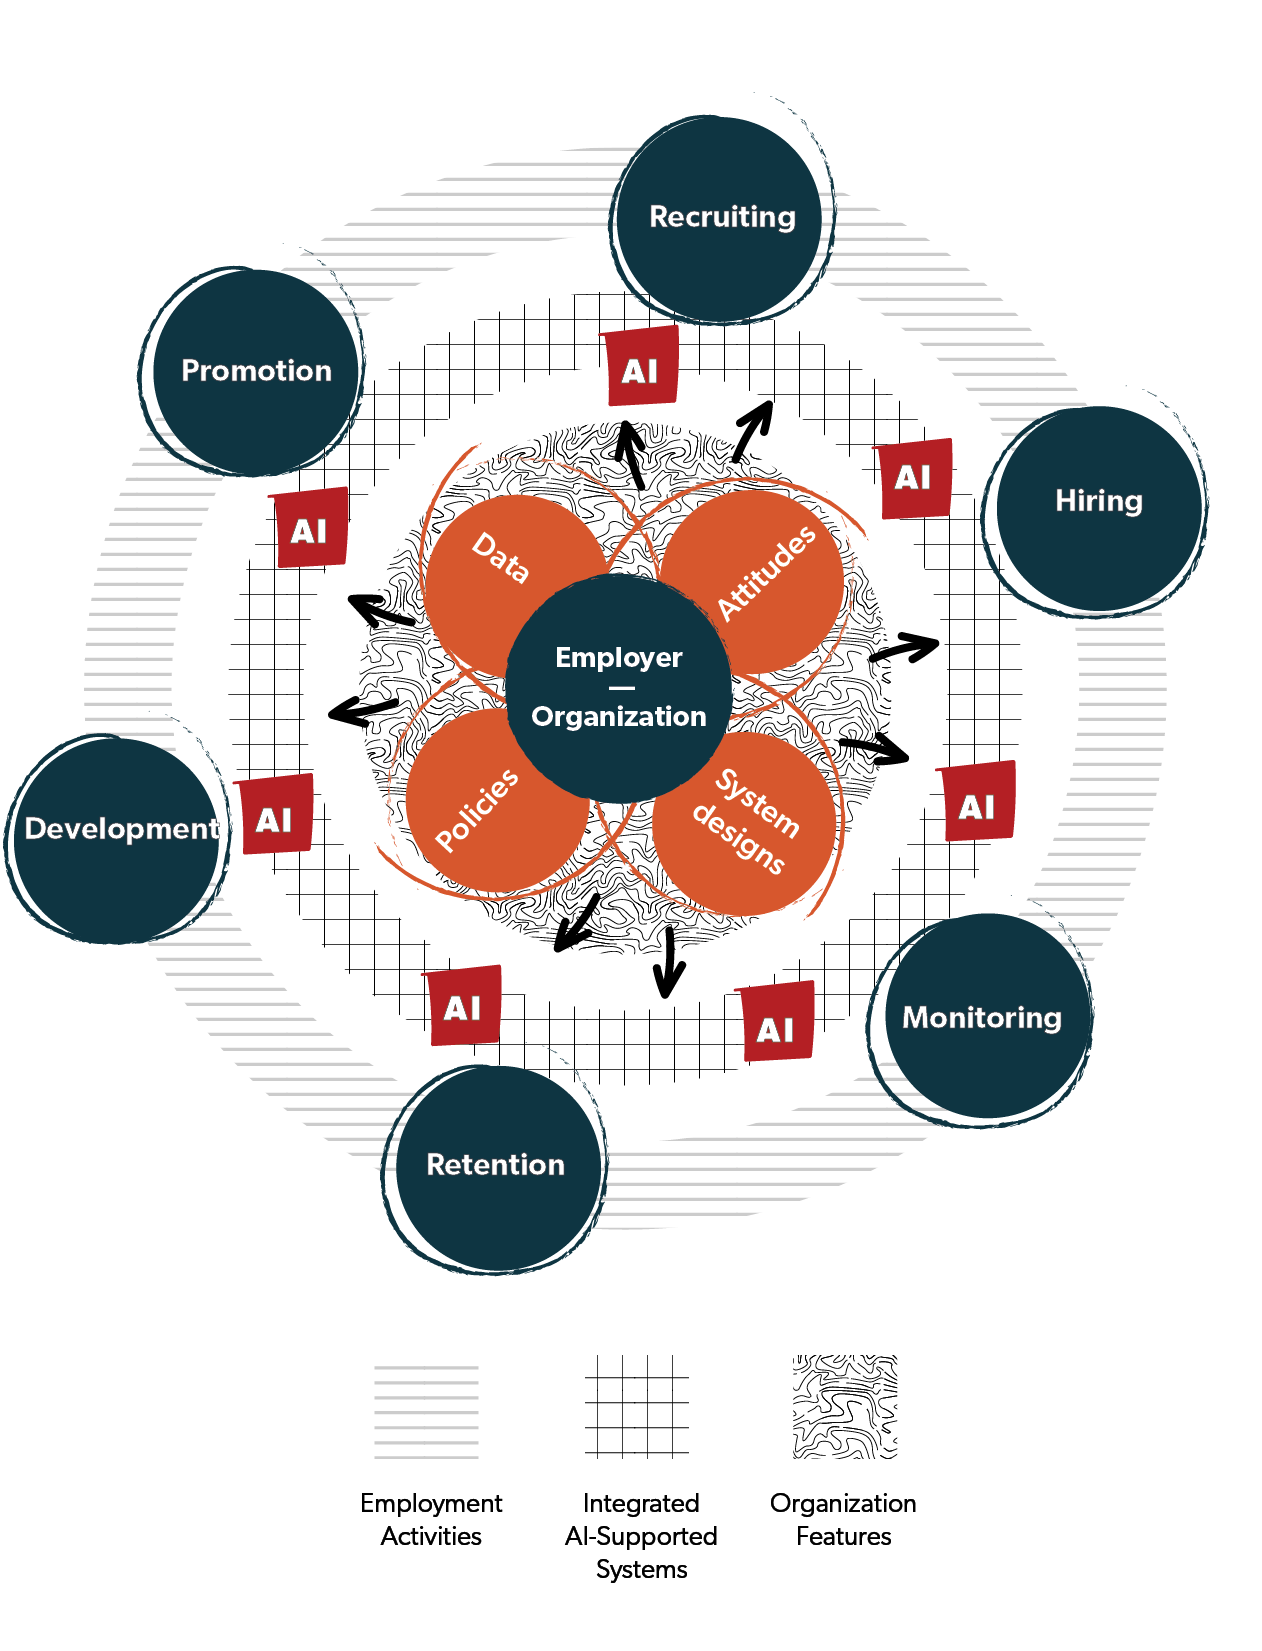 Recruiting
Promotion
AI
AI
Hiring
AI
Data
Attitudes
Employer
—
Organization
Policies
System
designs
Development
AI
AI
AI
AI
Monitoring
Retention
Employment
Activities
Integrated
AI-Supported
Systems
Organization
Features